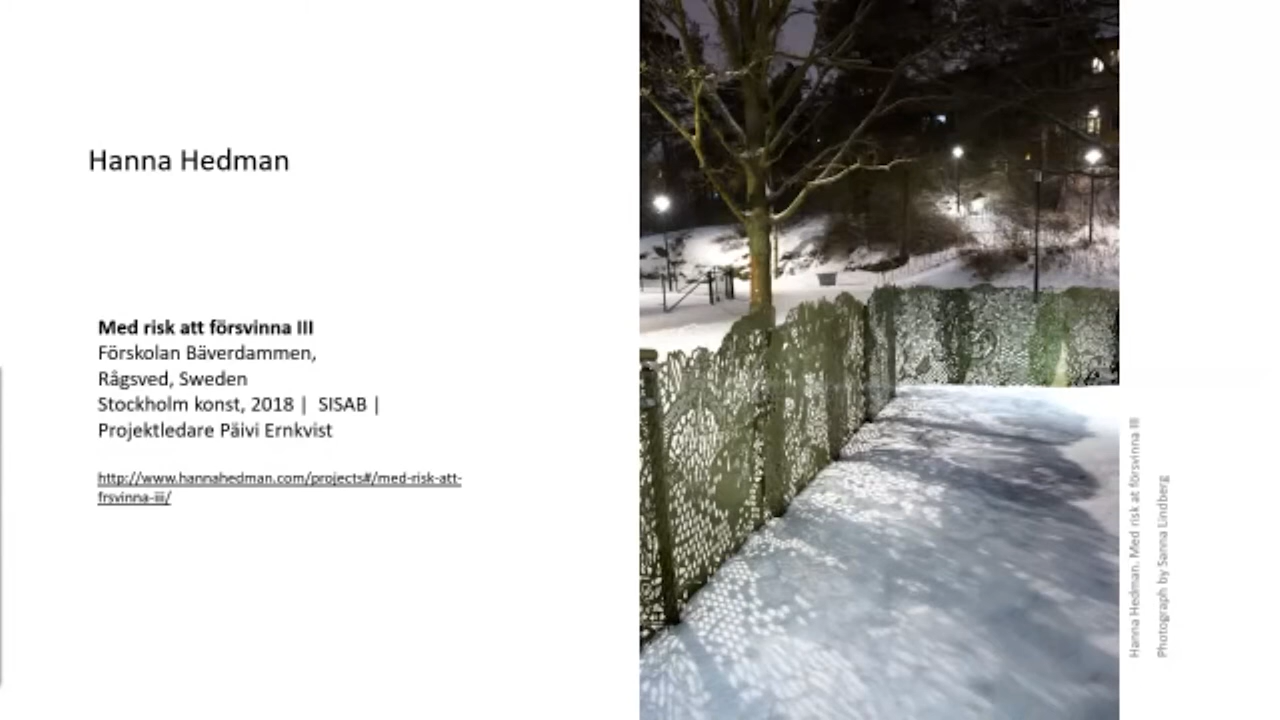 Hanna Hedman
Med risk att försvinna III
Förskolan Bäverdammen,
Rågsved, Sweden
Stockholm konst, 2018 | SISAB |
Projektledare Päivi Ernkvist
http://www.hannahedman.com/projects#/med-risk-att-
frsvinna-iii/
Hanna Hedman. Med risk at försvinna III
Photograph by Sanna Lindberg